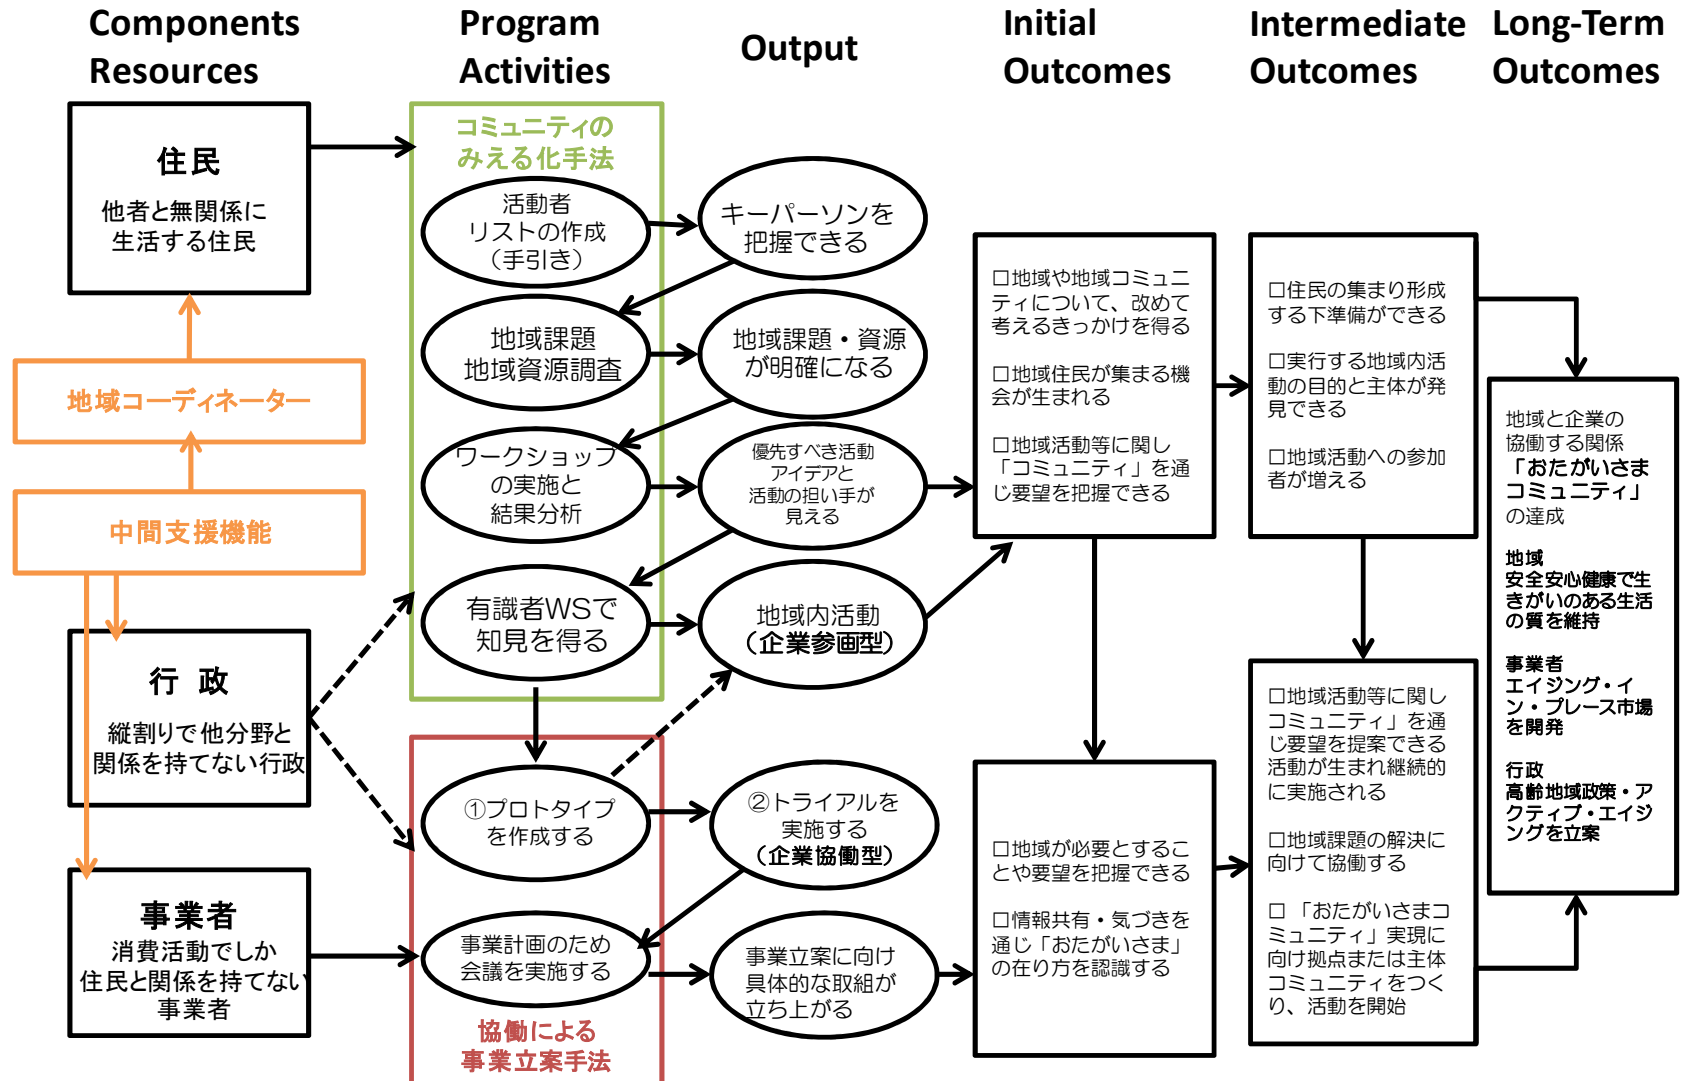 Components
Resources
Program
Activities
Output
Initial
Outcomes
Intermediate
Outcomes
Long-Term
Outcomes
住民
他者と無関係に
生活する住民
地域コーディネーター
中間支援機能
行 政
縦割りで他分野と
関係を持てない行政
事業者
消費活動でしか
住民と関係を持てない
事業者
コミュニティの
みえる化手法
活動者
リストの作成
（手引き）
地域課題
地域資源調査
ワークショップ
の実施と
結果分析
有識者WSで
知見を得る
①プロトタイプ
を作成する
事業計画のため
会議を実施する
協働による
事業立案手法
キーパーソンを
把握できる
地域課題・資源
が明確になる
優先すべき活動
アイデアと
活動の担い手が
見える
地域内活動
（企業参画型）
②トライアルを
実施する
（企業協働型）
事業立案に向け
具体的な取組が
立ち上がる
□地域や地域コミュニ
ティについて、改めて
考えるきっかけを得る
□地域住民が集まる機
会が生まれる
□地域活動等に関し
「コミュニティ」を通
じ要望を把握できる
□地域が必要とするこ
とや要望を把握できる
□情報共有・気づきを
通じ「おたがいさま」
の在り方を認識する
□住民の集まり形成
する下準備ができる
□実行する地域内活
動の目的と主体が発
見できる
□地域活動への参加
者が増える
□地域活動等に関し
コミュニティ」を通
じ要望を提案できる
活動が生まれ継続的
に実施される
□地域課題の解決に
向けて協働する
□ 「おたがいさまコ
ミュニティ」実現に
向け拠点または主体
コミュニティをつく
り、活動を開始
地域と企業の
協働する関係
「おたがいさま
コミュニティ」
の達成
地域
安全安心健康で生
きがいのある生活
の質を維持
事業者
エイジング・イ
ン・プレース市場
を開発
行政
高齢地域政策・ア
クティブ・エイジ
ングを立案